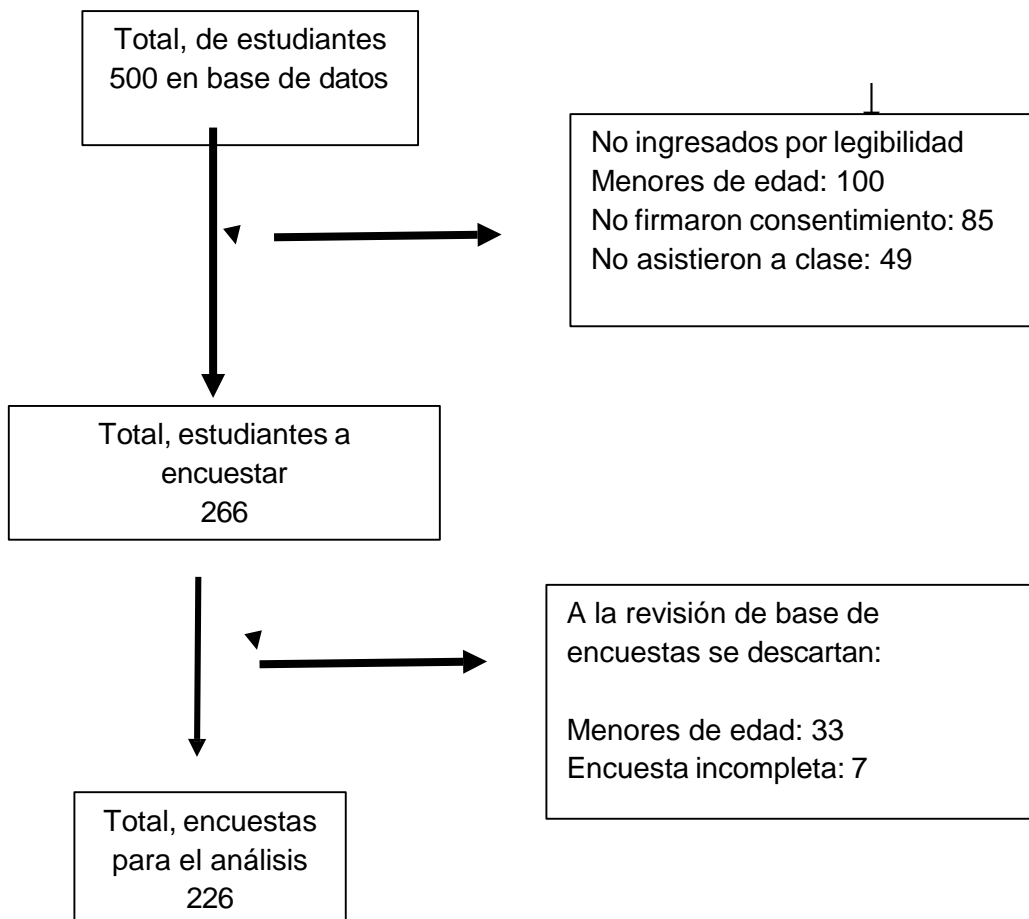 Total, de estudiantes
500 en base de datos
No ingresados por legibilidad
Menores de edad: 100
No firmaron consentimiento: 85
No asistieron a clase: 49
Total, estudiantes a
encuestar
266
A la revisión de base de
encuestas se descartan:
Menores de edad: 33
Encuesta incompleta: 7
Total, encuestas
para el análisis
226